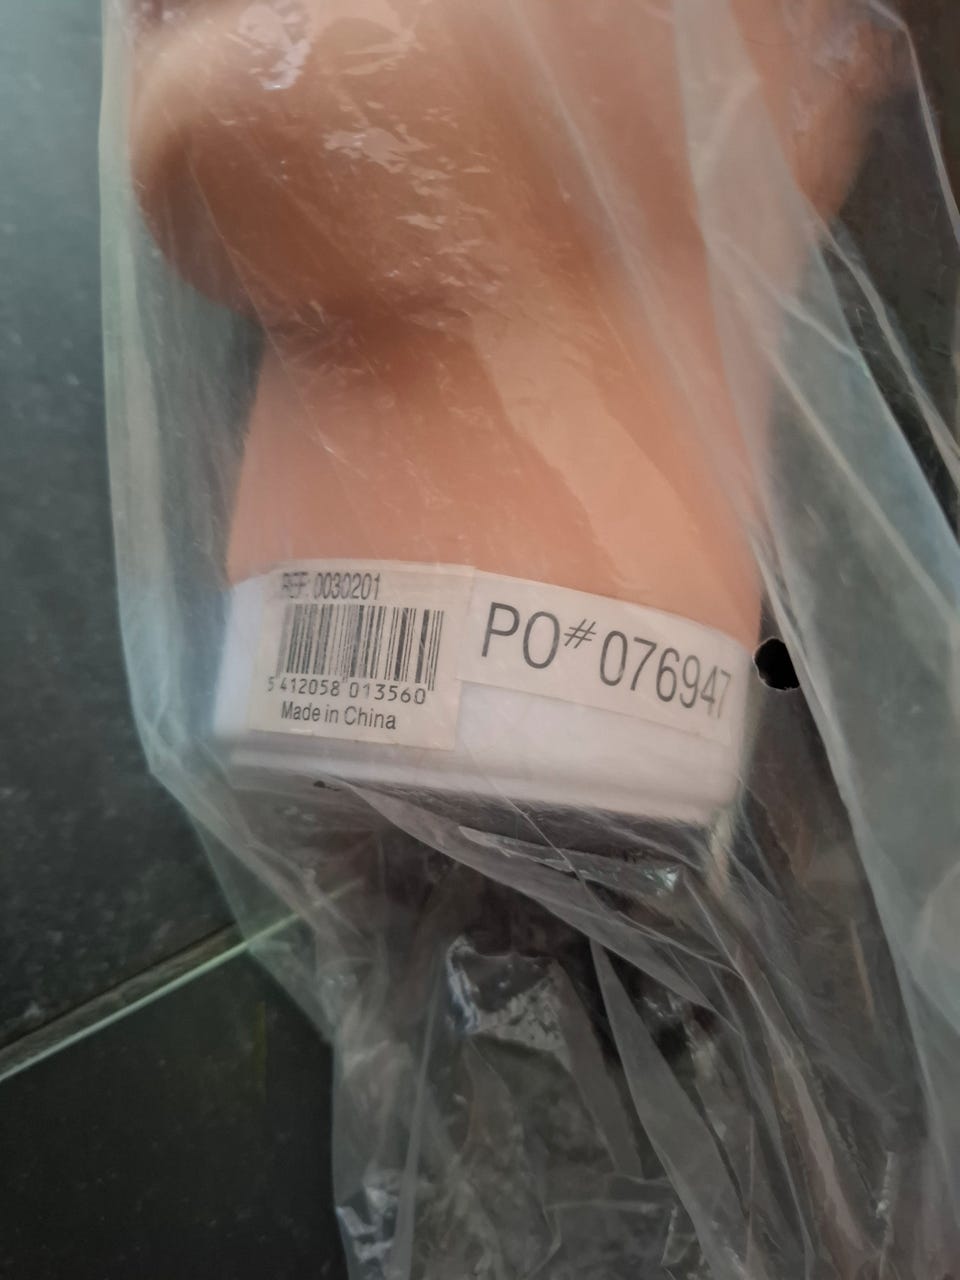 REF: 0030201
5 412058 013560
Made in China
PO# 076947